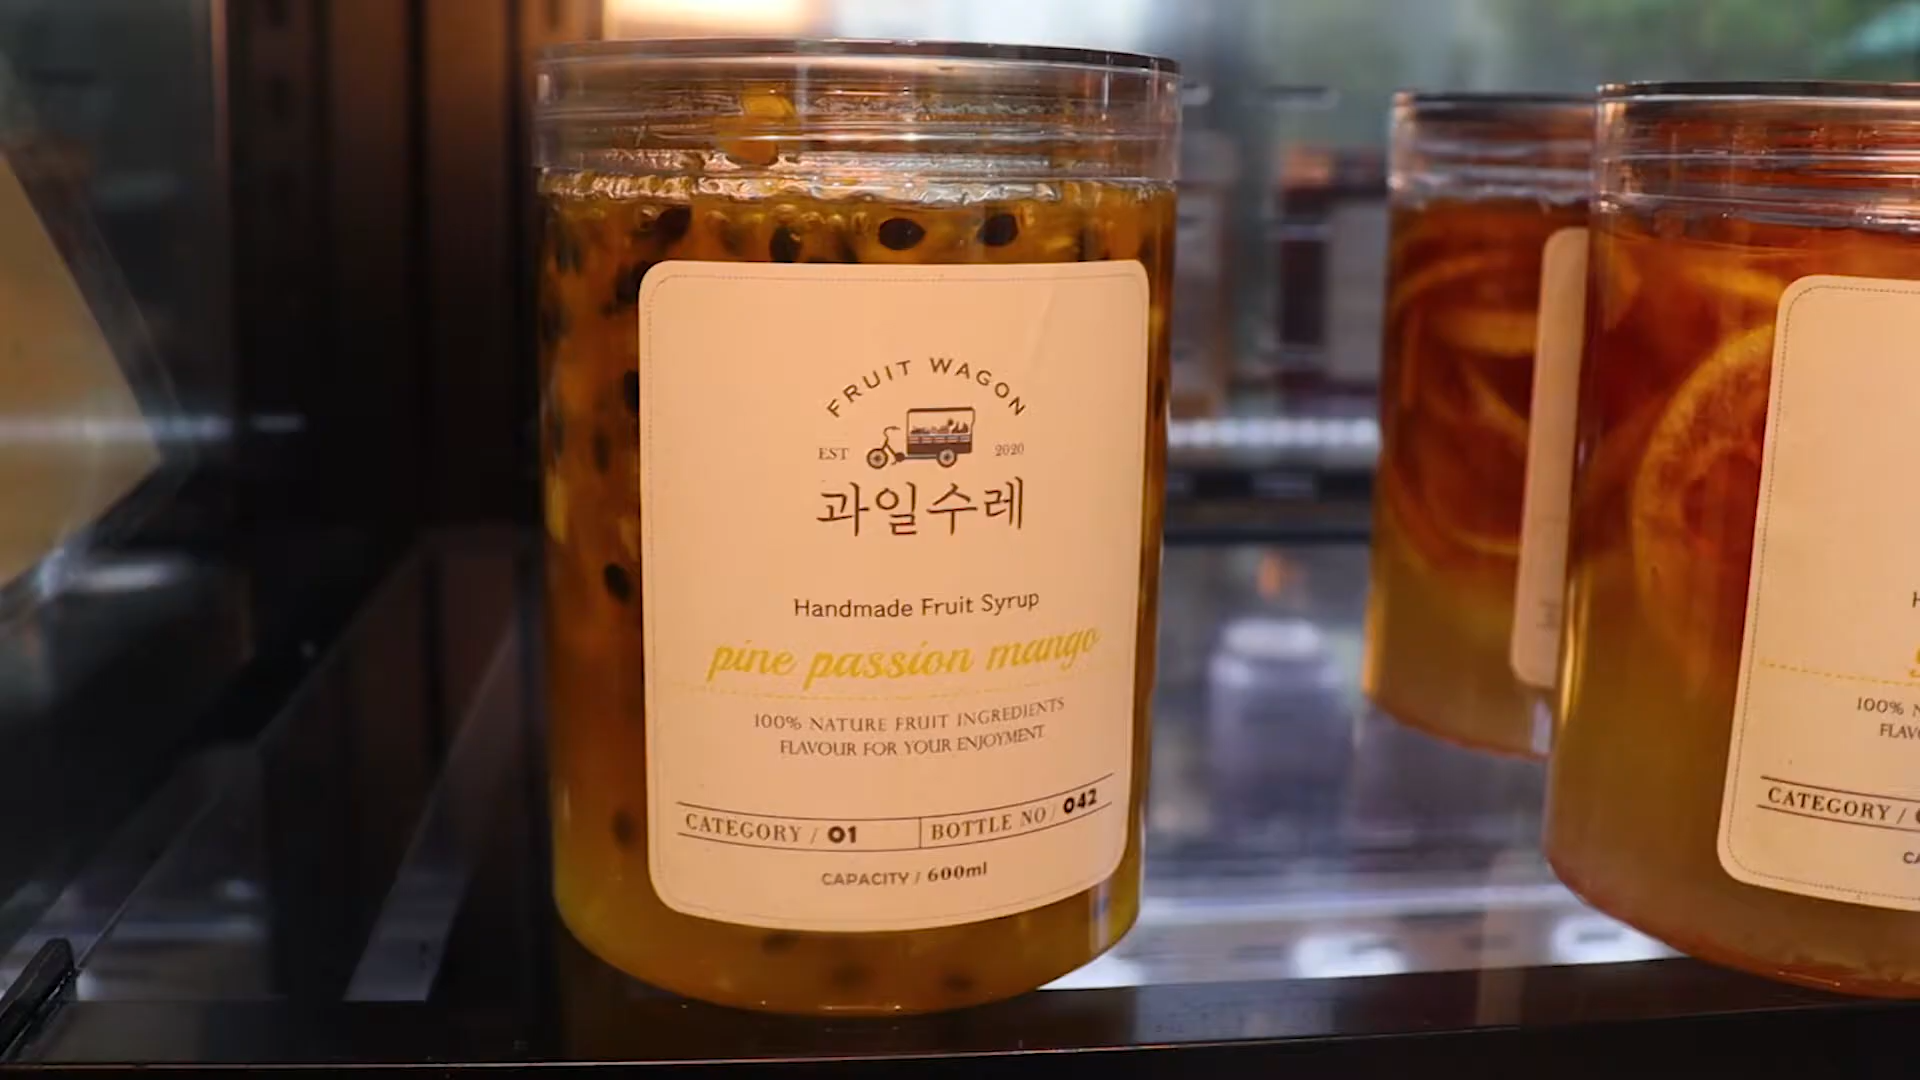 FRUIT WAGON
EST 2020
과일수레
Handmade Fruit Syrup
pine passion mango
100% NATURE FRUIT INGREDIENTS
FLAVOUR FOR YOUR ENJOYMENT
CATEGORY / 01 BOTTLE NO / 042
CAPACITY / 600ml
100%
CATEGORY /